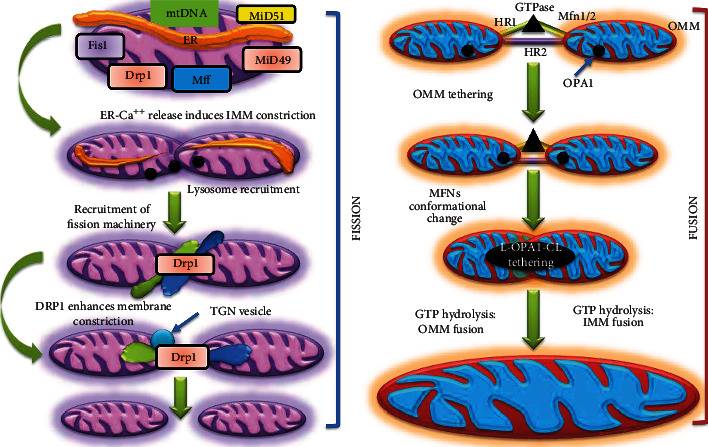 mtDNA
MiD51
ER
Fis1
MiD49
Drp1
Mff
ER-Ca++ release induces IMM constriction
Lysosome recruitment
Recruitment of
fission machinery
Drp1
DRP1 enhances membrane
constriction
TGN vesicle
Drp1
FISSION
GTPase
HR1
Mfn1/2
OMM
HR2
OPA1
OMM tethering
MFNs
conformational
change
L-OPA1-CL
tethering
GTP hydrolysis:
OMM fusion
GTP hydrolysis:
IMM fusion
FUSION